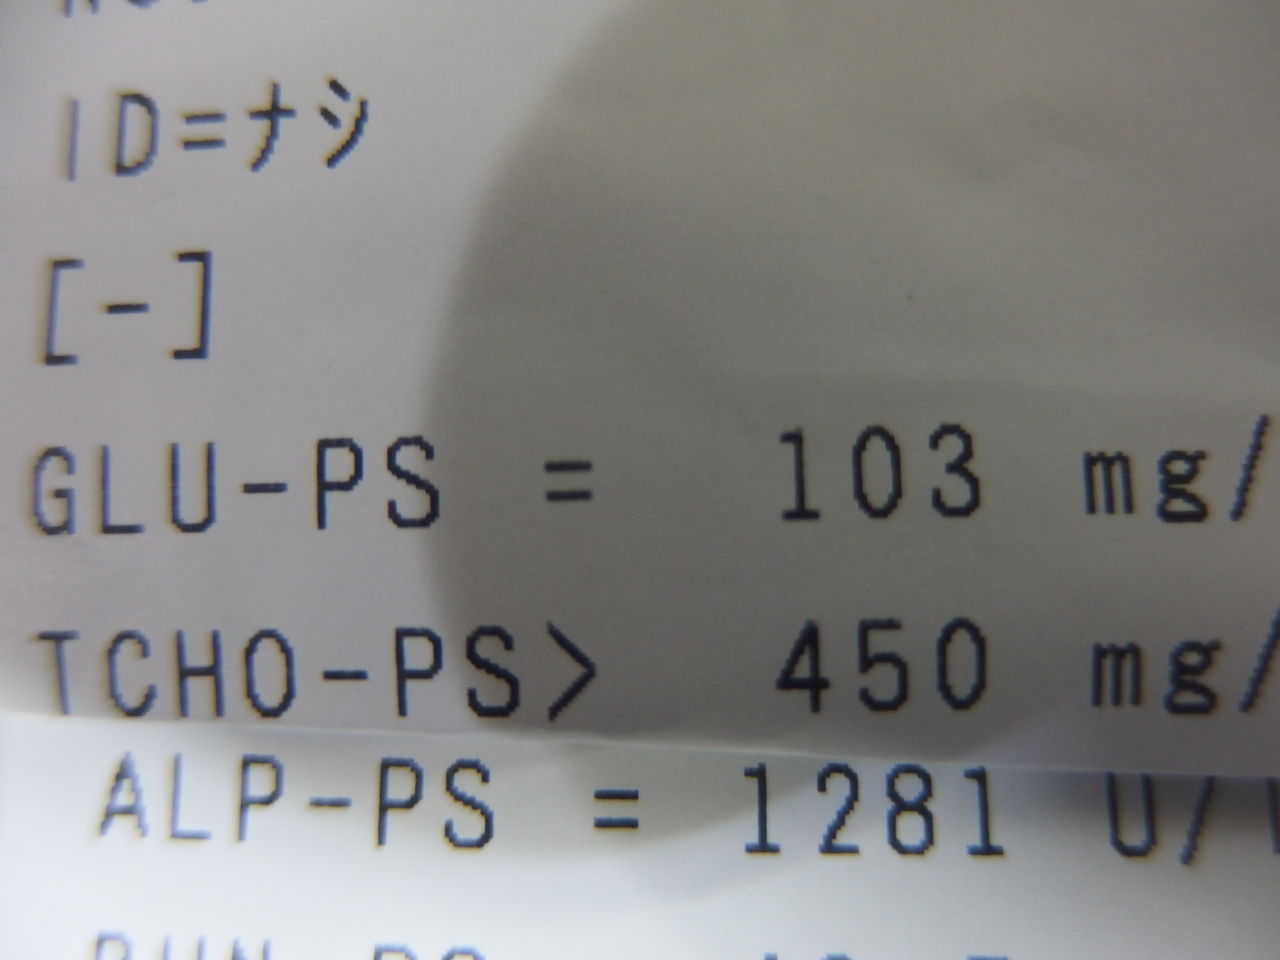 ID=ナシ
[-]
GLU-PS = 103 mg/
TCHO-PS> 450 mg/
ALP-PS = 1281 U/